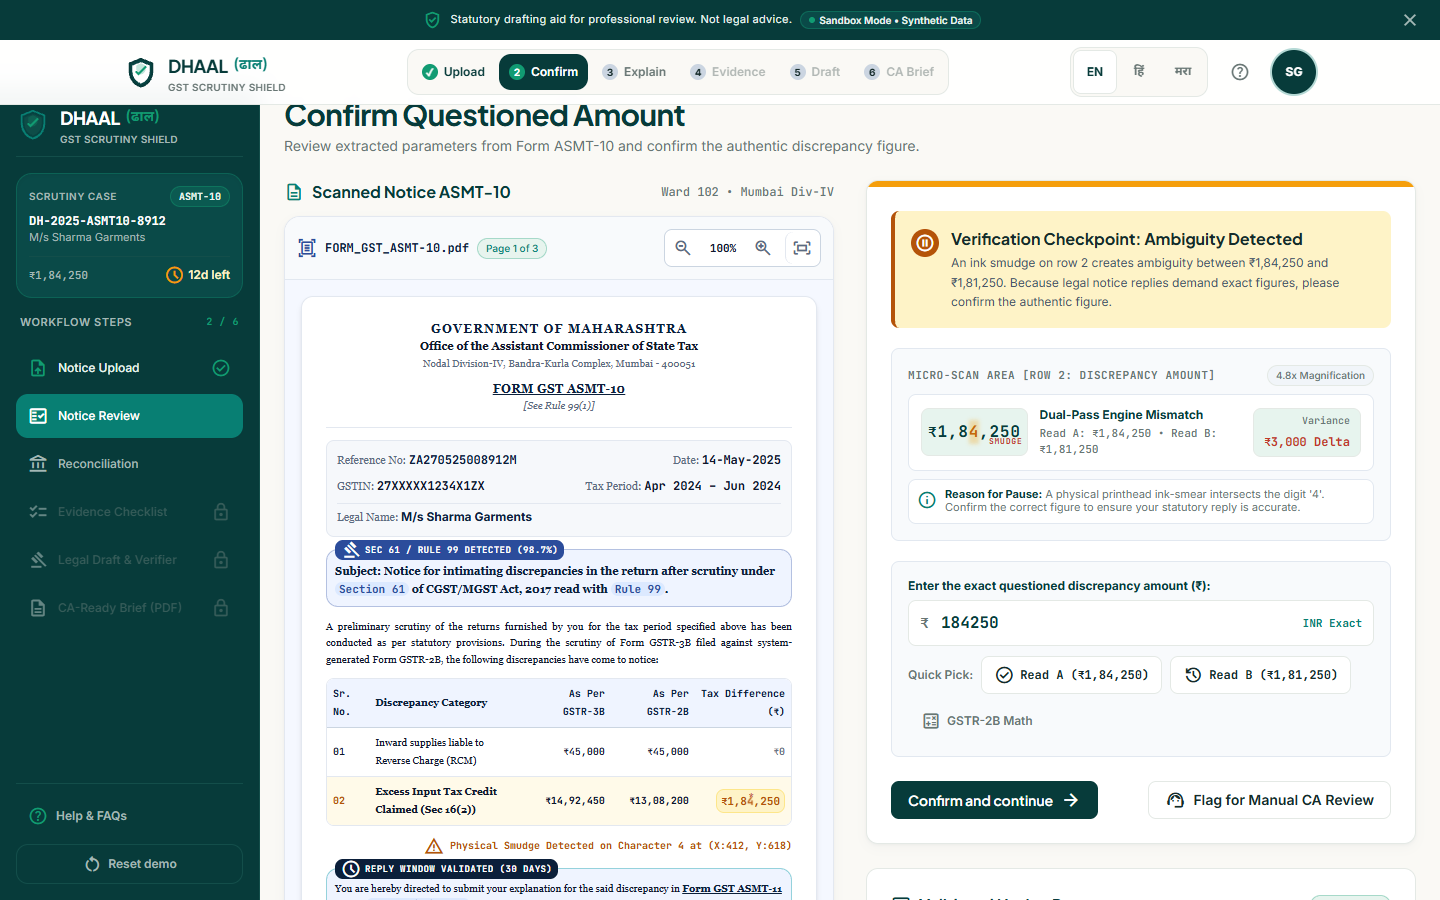 Statutory drafting aid for professional review. Not legal advice.
Sandbox Mode • Synthetic Data
DHAAL (ढाल)
GST SCRUTINY SHIELD
Upload
2 Confirm
3 Explain
4 Evidence
5 Draft
6 CA Brief
EN
हिं
मरा
SG
DHAAL (ढाल)
GST SCRUTINY SHIELD
SCRUTINY CASE
ASMT-10
DH-2025-ASMT10-8912
M/s Sharma Garments
₹1,84,250
12d left
WORKFLOW STEPS
2 / 6
Notice Upload
Notice Review
Reconciliation
Evidence Checklist
Legal Draft & Verifier
CA-Ready Brief (PDF)
Help & FAQs
Reset demo
Confirm Questioned Amount
Review extracted parameters from Form ASMT-10 and confirm the authentic discrepancy figure.
Scanned Notice ASMT-10
Ward 102 • Mumbai Div-IV
FORM_GST_ASMT-10.pdf
Page 1 of 3
100%
GOVERNMENT OF MAHARASHTRA
Office of the Assistant Commissioner of State Tax
Nodal Division-IV, Bandra-Kurla Complex, Mumbai - 400051
FORM GST ASMT-10
[See Rule 99(1)]
Reference No: ZA270525008912M
Date: 14-May-2025
GSTIN: 27XXXXX1234X1ZX
Tax Period: Apr 2024 – Jun 2024
Legal Name: M/s Sharma Garments
SEC 61 / RULE 99 DETECTED (98.7%)
Subject: Notice for intimating discrepancies in the return after scrutiny under
Section 61 of CGST/MGST Act, 2017 read with Rule 99.
A preliminary scrutiny of the returns furnished by you for the tax period specified above has been
conducted as per statutory provisions. During the scrutiny of Form GSTR-3B filed against system-
generated Form GSTR-2B, the following discrepancies have come to notice:
Sr. No.
Discrepancy Category
As Per GSTR-3B
As Per GSTR-2B
Tax Difference (₹)
01
Inward supplies liable to
Reverse Charge (RCM)
₹45,000
₹45,000
₹0
02
Excess Input Tax Credit
Claimed (Sec 16(2))
₹14,92,450
₹13,08,200
₹1,84,250
Physical Smudge Detected on Character 4 at (X:412, Y:618)
REPLY WINDOW VALIDATED (30 DAYS)
You are hereby directed to submit your explanation for the said discrepancy in Form GST ASMT-11
Verification Checkpoint: Ambiguity Detected
An ink smudge on row 2 creates ambiguity between ₹1,84,250 and
₹1,81,250. Because legal notice replies demand exact figures, please
confirm the authentic figure.
MICRO-SCAN AREA [ROW 2: DISCREPANCY AMOUNT]
4.8x Magnification
₹1,84,250
SMUDGE
Dual-Pass Engine Mismatch
Read A: ₹1,84,250 • Read B:
₹1,81,250
Variance
₹3,000 Delta
Reason for Pause: A physical printhead ink-smear intersects the digit '4'.
Confirm the correct figure to ensure your statutory reply is accurate.
Enter the exact questioned discrepancy amount (₹):
₹ 184250
INR Exact
Quick Pick:
Read A (₹1,84,250)
Read B (₹1,81,250)
GSTR-2B Math
Confirm and continue
Flag for Manual CA Review